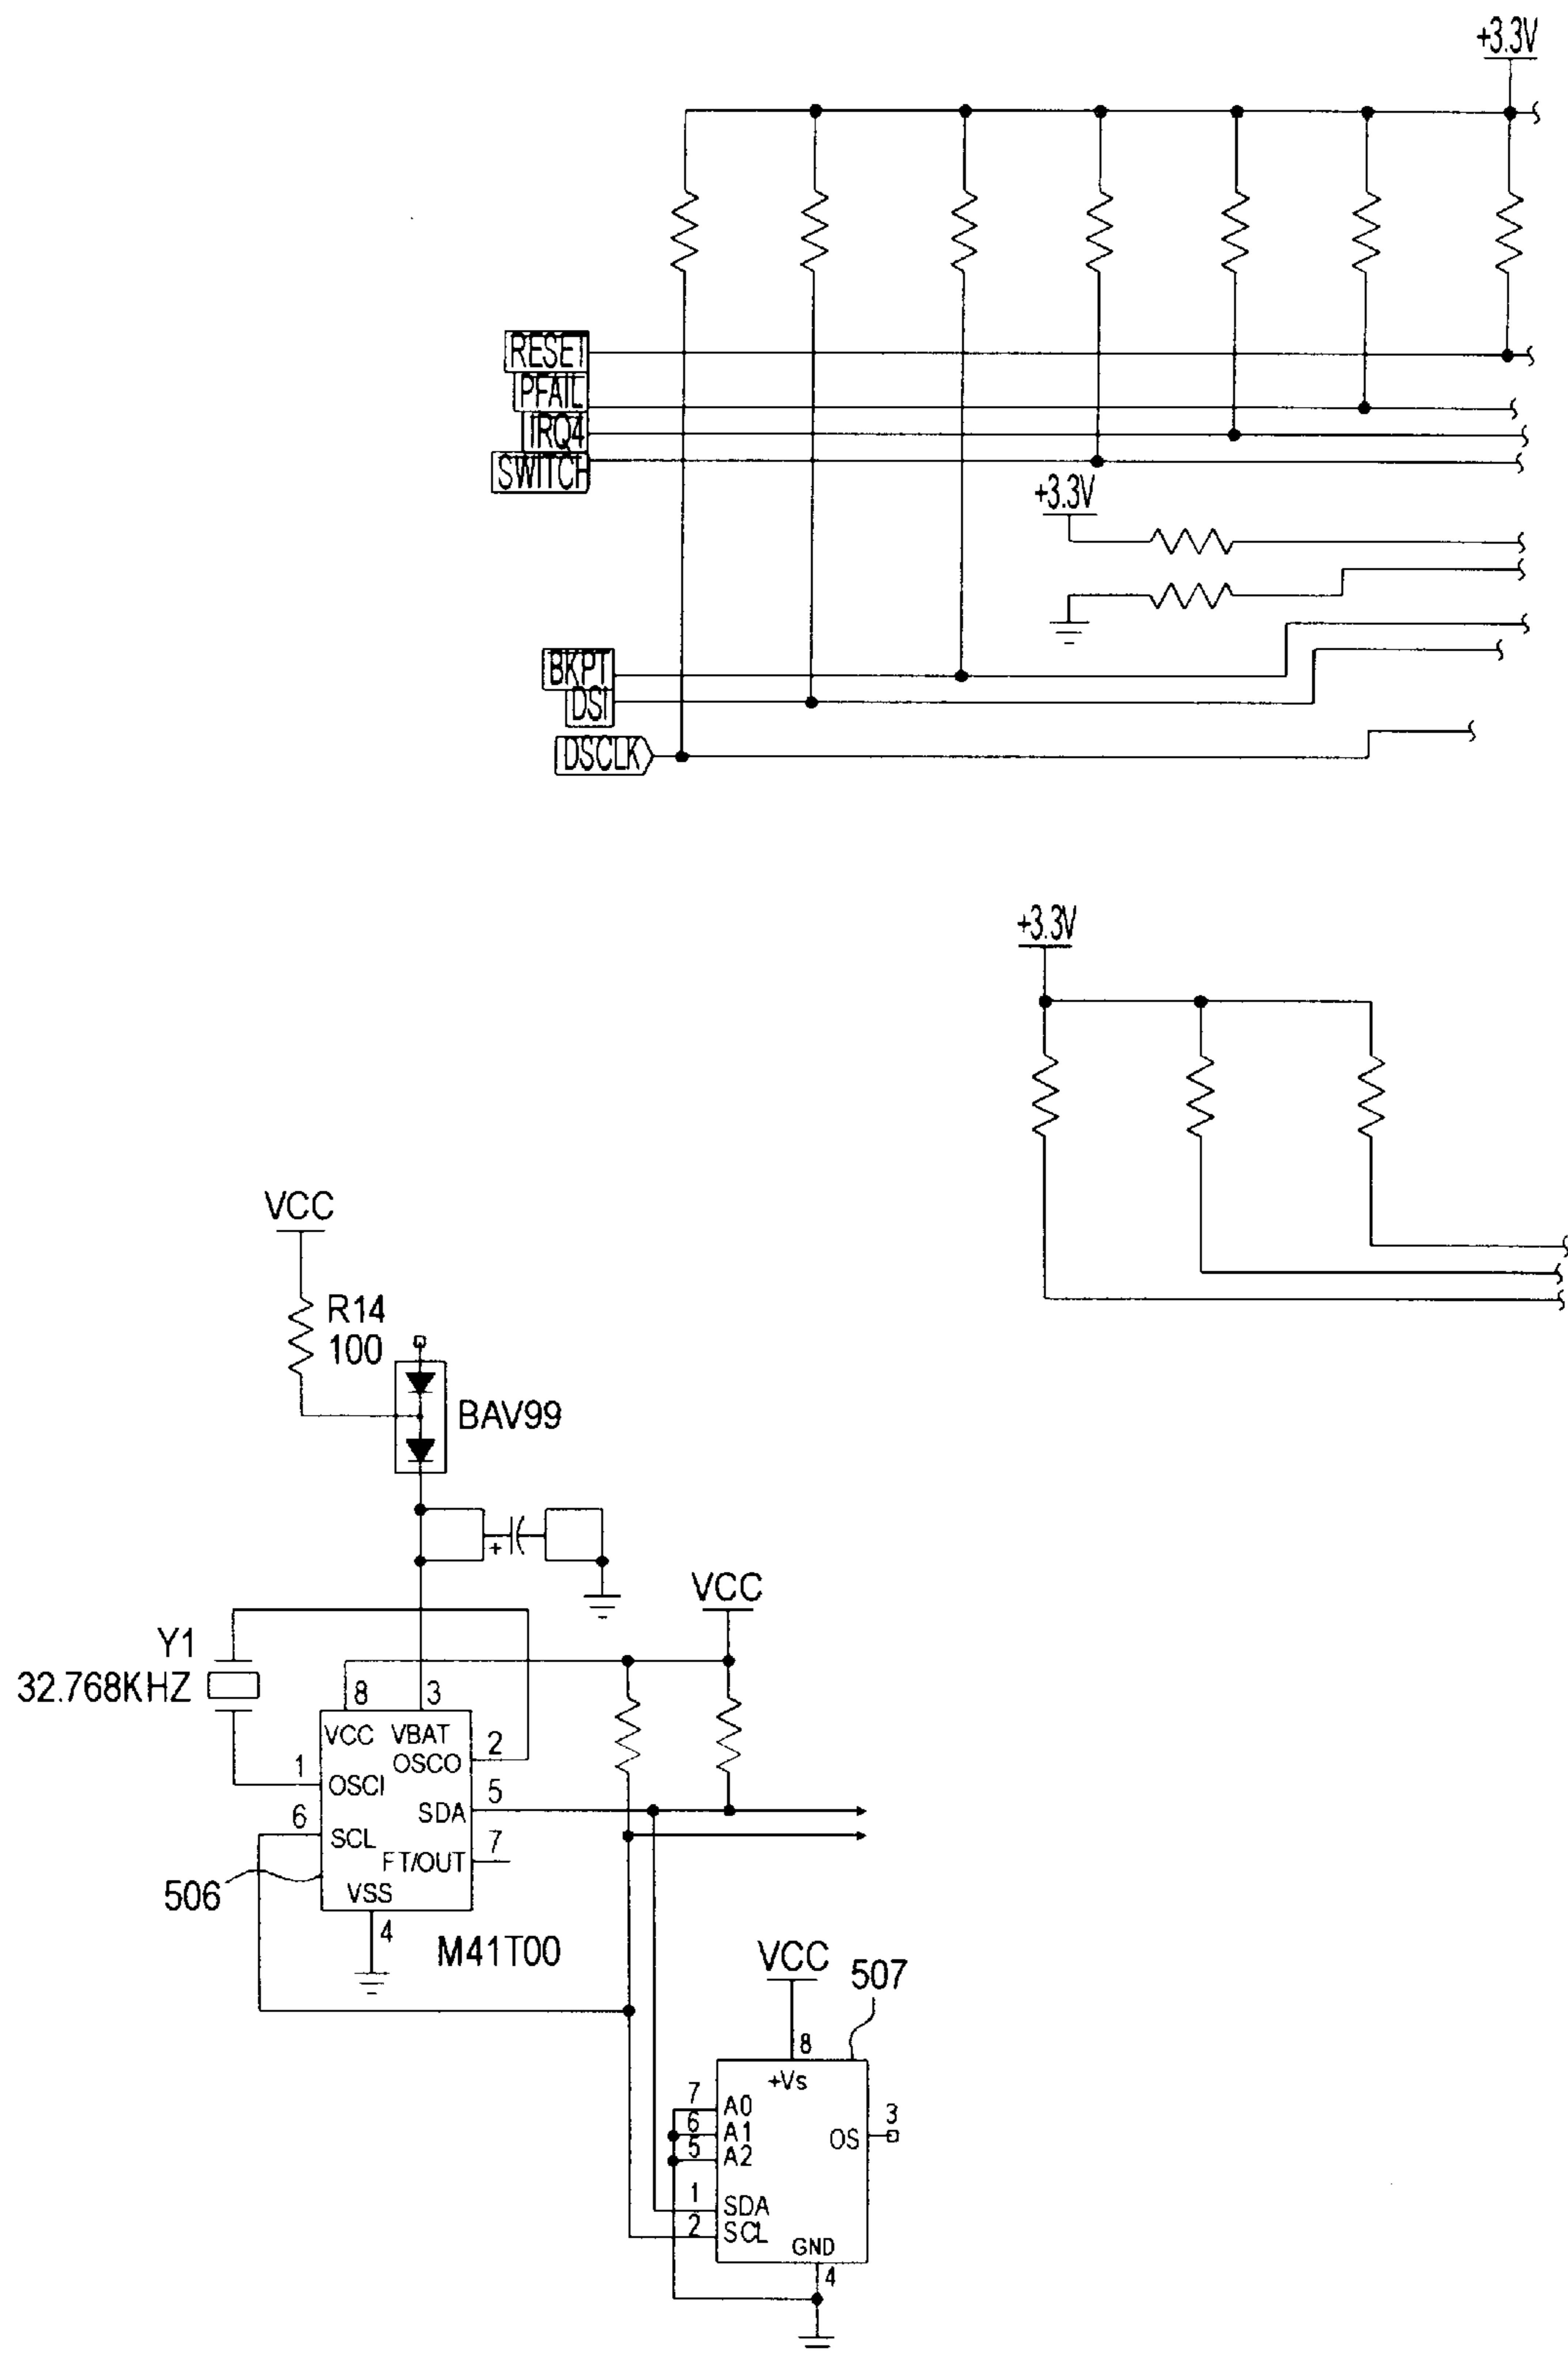 +3.3V
RESET
PFAIL
IRQ4
SWITCH
+3.3V
BKPT
DSI
DSCLK
+3.3V
VCC
R14
100
BAV99
+
VCC
Y1
32.768KHZ
8
3
VCC
VBAT
2
OSCO
1
OSCI
5
SDA
6
SCL
7
FT/OUT
506
VSS
4
M41T00
VCC
507
8
+Vs
7
A0
6
A1
5
A2
3
OS
1
SDA
2
SCL
GND
4